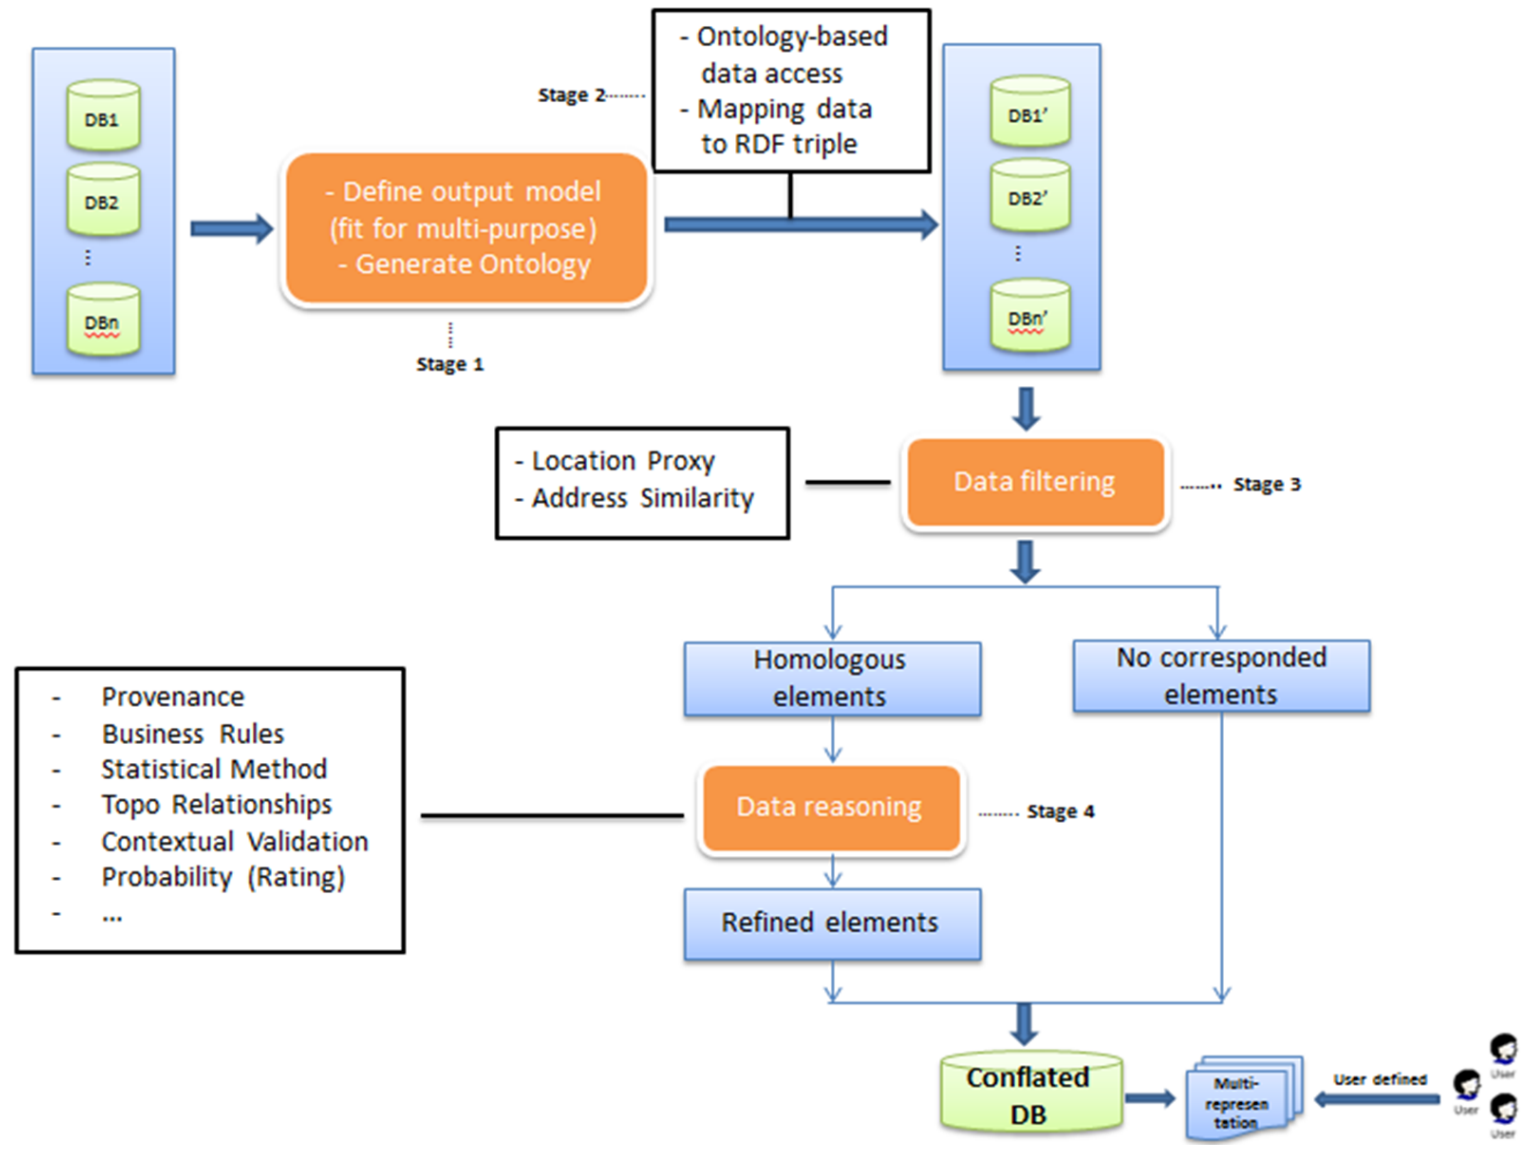 DB1
DB2
DBn
- Define output model
(fit for multi-purpose)
- Generate Ontology
Stage 1
Stage 2
- Ontology-based
data access
- Mapping data
to RDF triple
DB1’
DB2’
DBn’
- Location Proxy
- Address Similarity
Data filtering
Stage 3
Homologous
elements
No corresponded
elements
- Provenance
- Business Rules
- Statistical Method
- Topo Relationships
- Contextual Validation
- Probability (Rating)
- ...
Data reasoning
Stage 4
Refined elements
Conflated
DB
Multi-
represen
tation
User defined
User
User
User